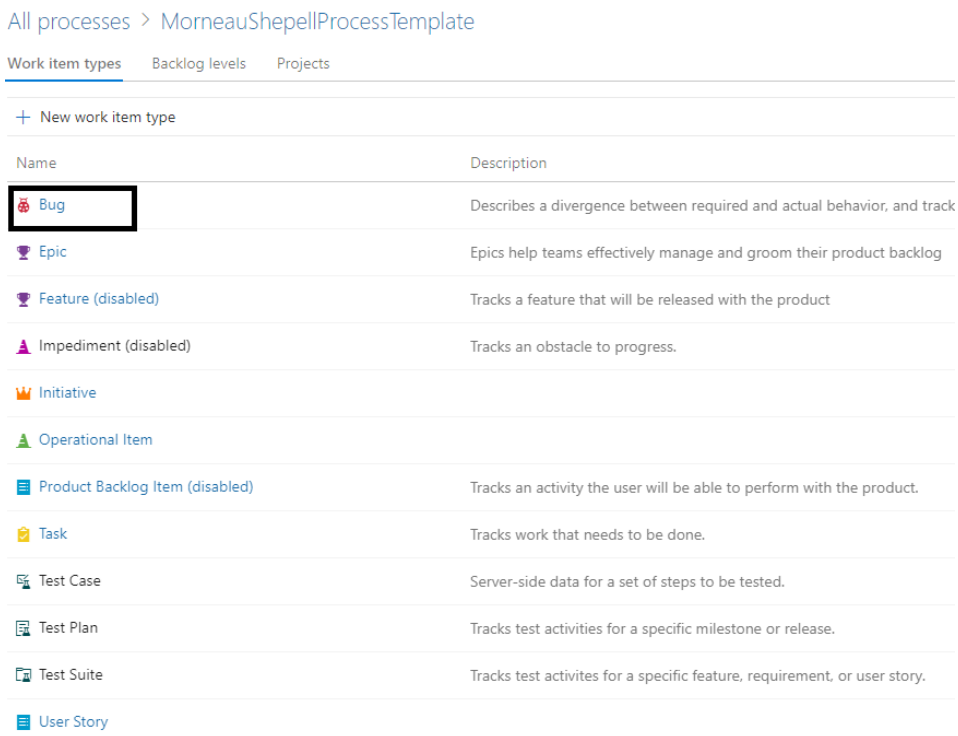 All processes > MorneauShepellProcessTemplate
Work item types Backlog levels Projects
+ New work item type
Name Description
Bug Describes a divergence between required and actual behavior, and track
Epic Epics help teams effectively manage and groom their product backlog
Feature (disabled) Tracks a feature that will be released with the product
Impediment (disabled) Tracks an obstacle to progress.
Initiative
Operational Item
Product Backlog Item (disabled) Tracks an activity the user will be able to perform with the product.
Task Tracks work that needs to be done.
Test Case Server-side data for a set of steps to be tested.
Test Plan Tracks test activities for a specific milestone or release.
Test Suite Tracks test activites for a specific feature, requirement, or user story.
User Story